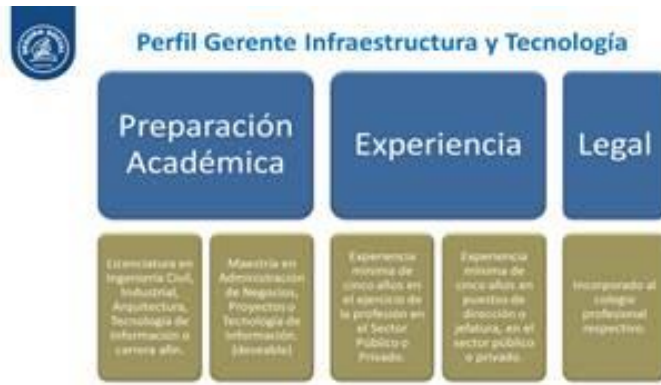 Perfil Gerente Infraestructura y Tecnología
Preparación
Académica
Experiencia
Legal
Licenciatura en
Ingeniería Civil,
Industrial,
Arquitectura,
Tecnología de
Información o
carrera afín.
Maestría en
Administración
de Negocios,
Proyectos o
Tecnología de
Información.
(deseable)
Experiencia
mínima de
cinco años en
el ejercicio de
la profesión en
el Sector
Público o
Privado.
Experiencia
mínima de
cinco años en
puestos de
dirección o
jefatura, en el
sector público
o privado.
Incorporado al
colegio
profesional
respectivo.